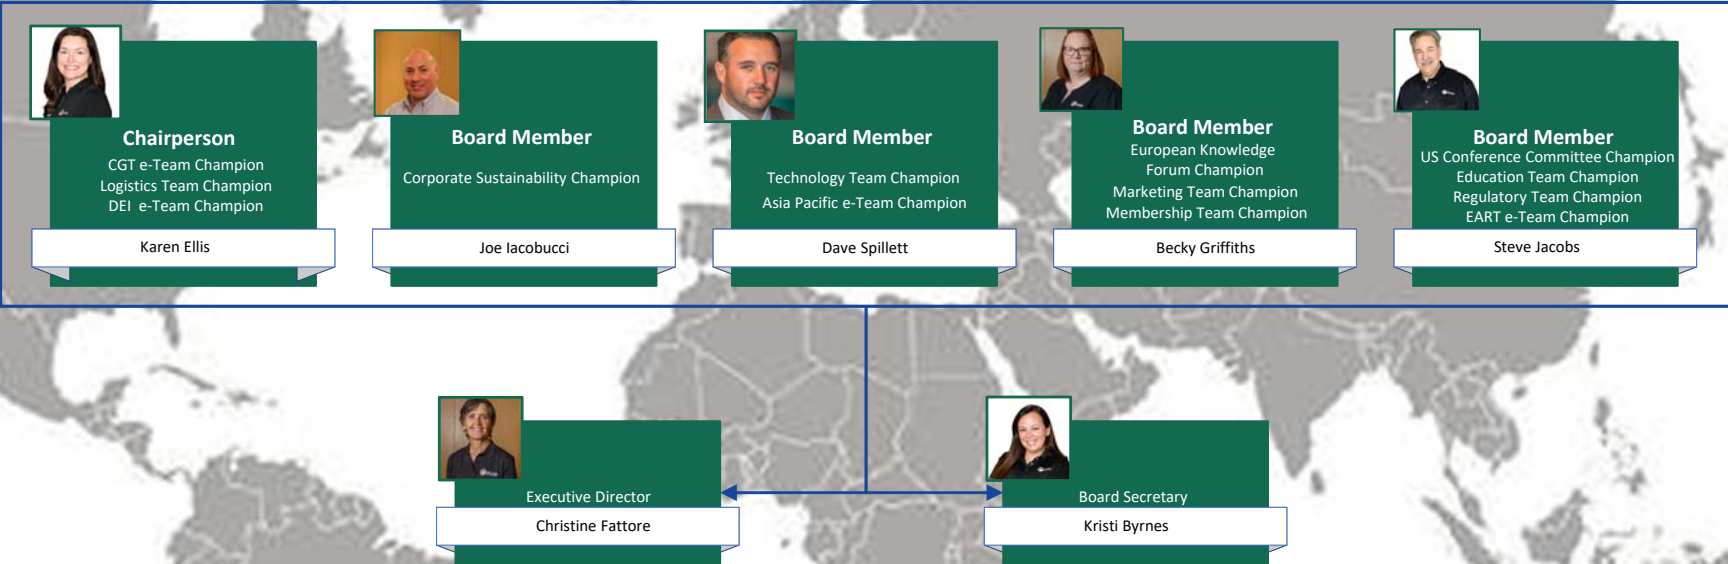 Chairperson
CGT e-Team Champion
Logistics Team Champion
DEI e-Team Champion
Karen Ellis
Board Member
Corporate Sustainability Champion
Joe Iacobucci
Board Member
Technology Team Champion
Asia Pacific e-Team Champion
Dave Spillett
Board Member
European Knowledge
Forum Champion
Marketing Team Champion
Membership Team Champion
Becky Griffiths
Board Member
US Conference Committee Champion
Education Team Champion
Regulatory Team Champion
EART e-Team Champion
Steve Jacobs
Executive Director
Christine Fattore
Board Secretary
Kristi Byrnes